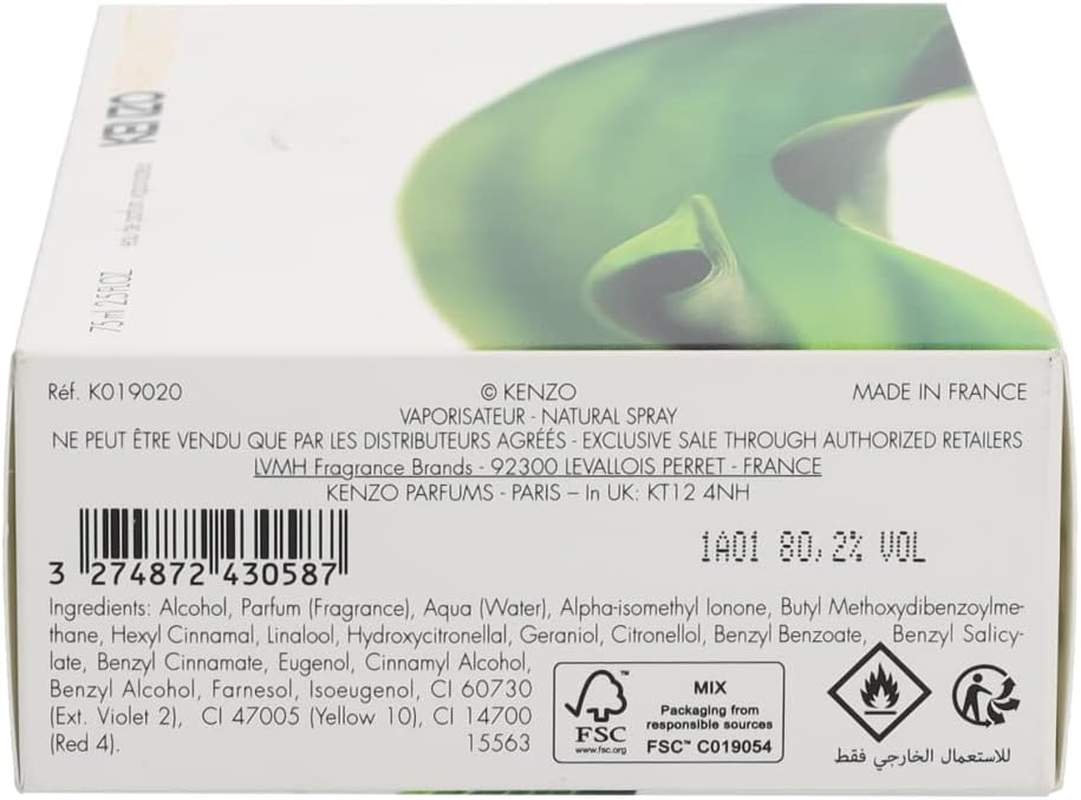 KENZO
eau de parfum vaporisateur
75 ml 2.5 Fl.OZ
Réf. K019020
© KENZO
MADE IN FRANCE
VAPORISATEUR - NATURAL SPRAY
NE PEUT ÊTRE VENDU QUE PAR LES DISTRIBUTEURS AGRÉÉS - EXCLUSIVE SALE THROUGH AUTHORIZED RETAILERS
LVMH Fragrance Brands - 92300 LEVALLOIS PERRET - FRANCE
KENZO PARFUMS - PARIS – In UK: KT12 4NH
1A01 80,2% VOL
3 274872 430587
Ingredients: Alcohol, Parfum (Fragrance), Aqua (Water), Alpha-isomethyl Ionone, Butyl Methoxydibenzoylme-
thane, Hexyl Cinnamal, Linalool, Hydroxycitronellal, Geraniol, Citronellol, Benzyl Benzoate, Benzyl Salicy-
late, Benzyl Cinnamate, Eugenol, Cinnamyl Alcohol,
Benzyl Alcohol, Farnesol, Isoeugenol, CI 60730
(Ext. Violet 2), CI 47005 (Yellow 10), CI 14700
(Red 4). 15563
FSC™
www.fsc.org
MIX
Packaging from
responsible sources
FSC™ C019054
للاستعمال الخارجي فقط